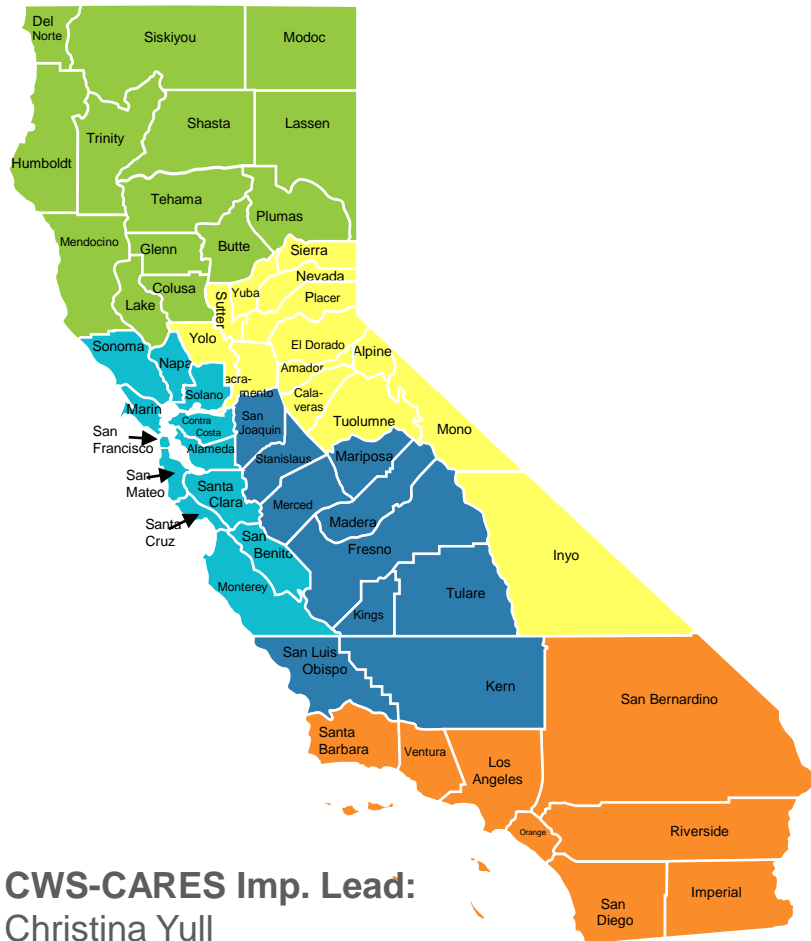 Del
Norte
Siskiyou
Modoc
Shasta
Lassen
Trinity
Humboldt
Tehama
Plumas
Mendocino
Glenn
Butte
Sierra
Colusa
Nevada
Yuba
Placer
Lake
Sutter
Yolo
Sonoma
El Dorado
Alpine
Napa
Amador
acra-
mento
Solano
Cala-
veras
Marin
San
Joaquin
Tuolumne
Mono
Contra
Costa
San
Francisco
Alameda
Stanislaus
Mariposa
San
Mateo
Santa
Clara
Merced
Madera
Santa
Cruz
San
Benito
Fresno
Inyo
Monterey
Tulare
Kings
San Luis
Obispo
Kern
San Bernardino
Santa
Barbara
Ventura
Los
Angeles
Orange
Riverside
Imperial
San
Diego
CWS-CARES Imp. Lead:
Christina Yull